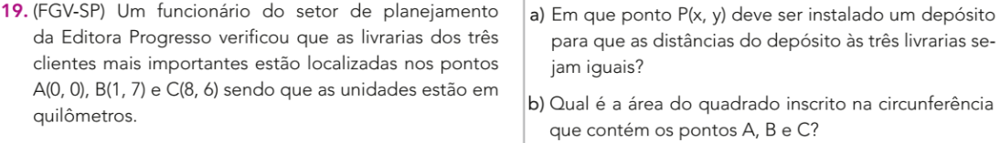 19. (FGV-SP) Um funcionário do setor de planejamento
da Editora Progresso verificou que as livrarias dos três
clientes mais importantes estão localizadas nos pontos
A(0, 0), B(1, 7) e C(8, 6) sendo que as unidades estão em
quilômetros.
a) Em que ponto P(x, y) deve ser instalado um depósito
para que as distâncias do depósito às três livrarias se-
jam iguais?
b) Qual é a área do quadrado inscrito na circunferência
que contém os pontos A, B e C?